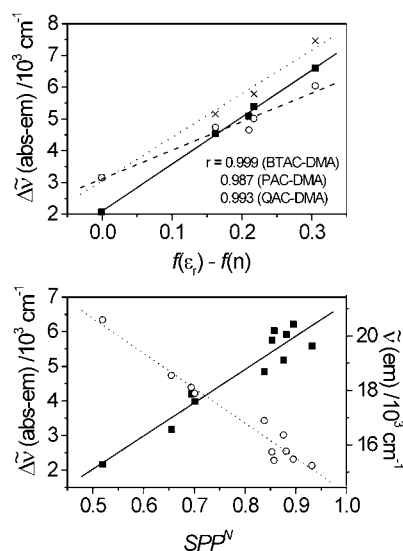 Δν̃ (abs-em) /10³ cm⁻¹
8
7
6
5
4
3
2
r = 0.999 (BTAC-DMA)
0.987 (PAC-DMA)
0.993 (QAC-DMA)
0.0 0.1 0.2 0.3
f(εᵣ) - f(n)
Δν̃ (abs-em) /10³ cm⁻¹
7
6
5
4
3
2
20
18
16
ν̃ (em) /10³ cm⁻¹
0.5 0.6 0.7 0.8 0.9 1.0
SPPᴺ